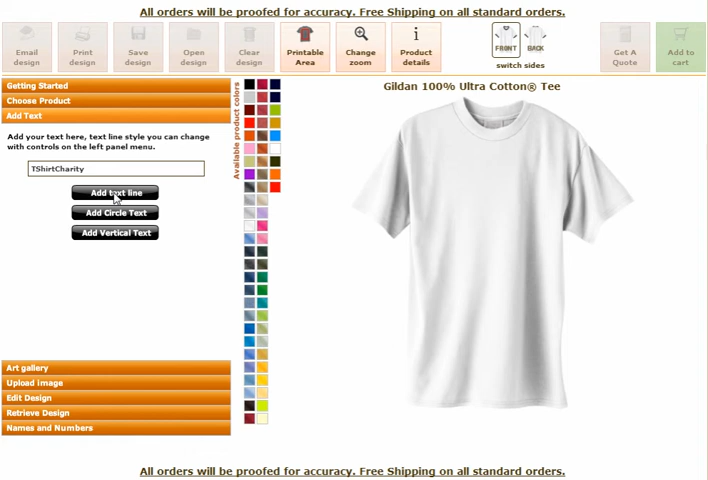 All orders will be proofed for accuracy. Free Shipping on all standard orders.
Email design
Print design
Save design
Open design
Clear design
Printable Area
Change zoom
Product details
FRONT
BACK
switch sides
Get A Quote
Add to cart
Getting Started
Choose Product
Add Text
Add your text here, text line style you can change
with controls on the left panel menu.
TShirtCharity
Add text line
Add Circle Text
Add Vertical Text
Art gallery
Upload image
Edit Design
Retrieve Design
Names and Numbers
Available product colors
Gildan 100% Ultra Cotton® Tee
All orders will be proofed for accuracy. Free Shipping on all standard orders.